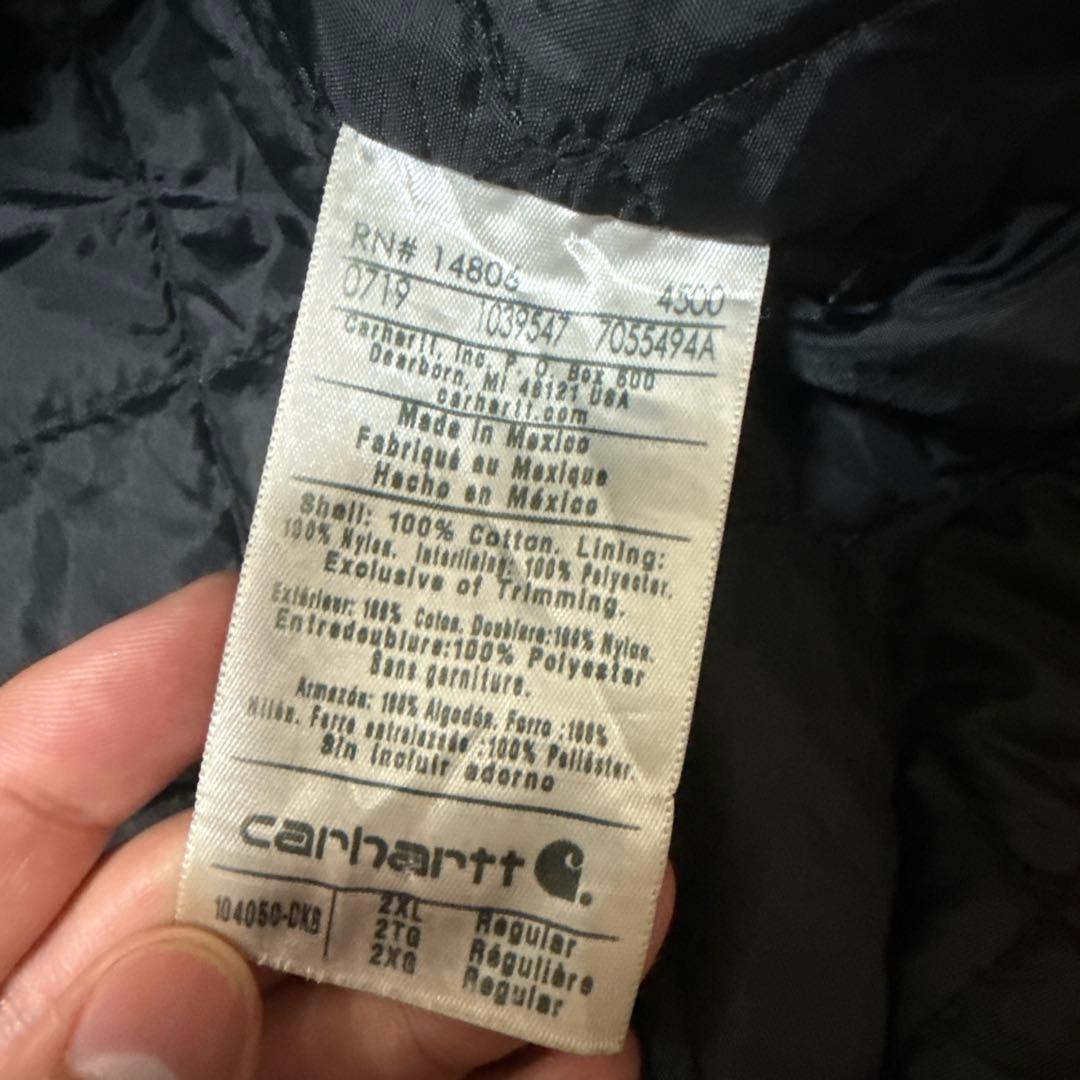 RN# 14806 4500
0719 1039547 7055494A
Carhartt, Inc, P. O. Box 600
Dearborn, MI 48121 USA
carhartt.com
Made in Mexico
Fabriqué au Mexique
Hecho en México
Shell: 100% Cotton. Lining:
100% Nylon. Interlining: 100% Polyester.
Exclusive of Trimming.
Extérieur: 100% Coton. Doublure:100% Nylon.
Entredoublure:100% Polyester
Sans garniture.
Armazón: 100% Algodón. Forro :100%
Nilón. Forro entrelazado :100% Poliéster.
Sin incluir adorno
carhartt
104050-DKB 2XL Regular
2TG Régulière
2XG Regular